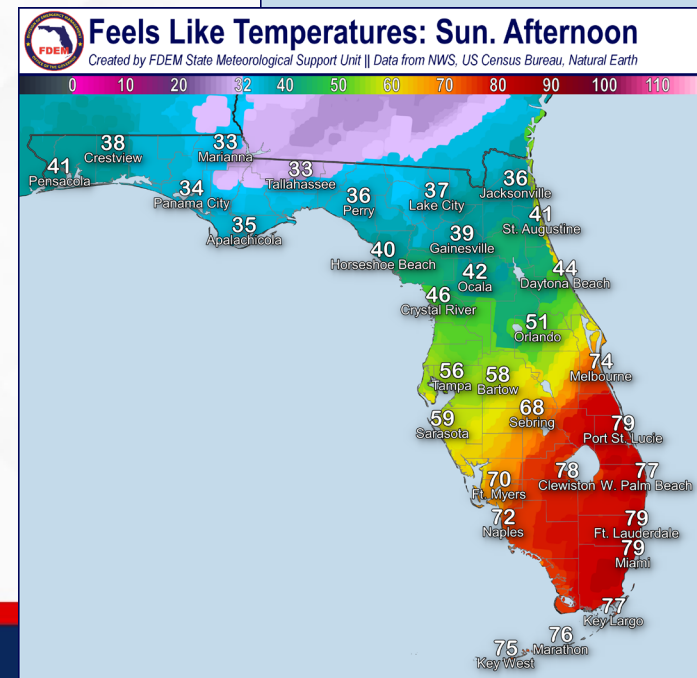 Feels Like Temperatures: Sun. Afternoon
Created by FDEM State Meteorological Support Unit || Data from NWS, US Census Bureau, Natural Earth
FDEM
0 10 20 32 40 50 60 70 80 90 100 110
38
Crestview
33
Marianna
41
Pensacola
33
Tallahassee
34
Panama City
36
Perry
37
Lake City
36
Jacksonville
35
Apalachicola
41
St. Augustine
39
Gainesville
40
Horseshoe Beach
42
Ocala
44
Daytona Beach
46
Crystal River
51
Orlando
74
Melbourne
56
Tampa
58
Bartow
68
Sebring
59
Sarasota
79
Port St. Lucie
70
Ft. Myers
78
Clewiston
77
W. Palm Beach
72
Naples
79
Ft. Lauderdale
79
Miami
77
Key Largo
76
Marathon
75
Key West